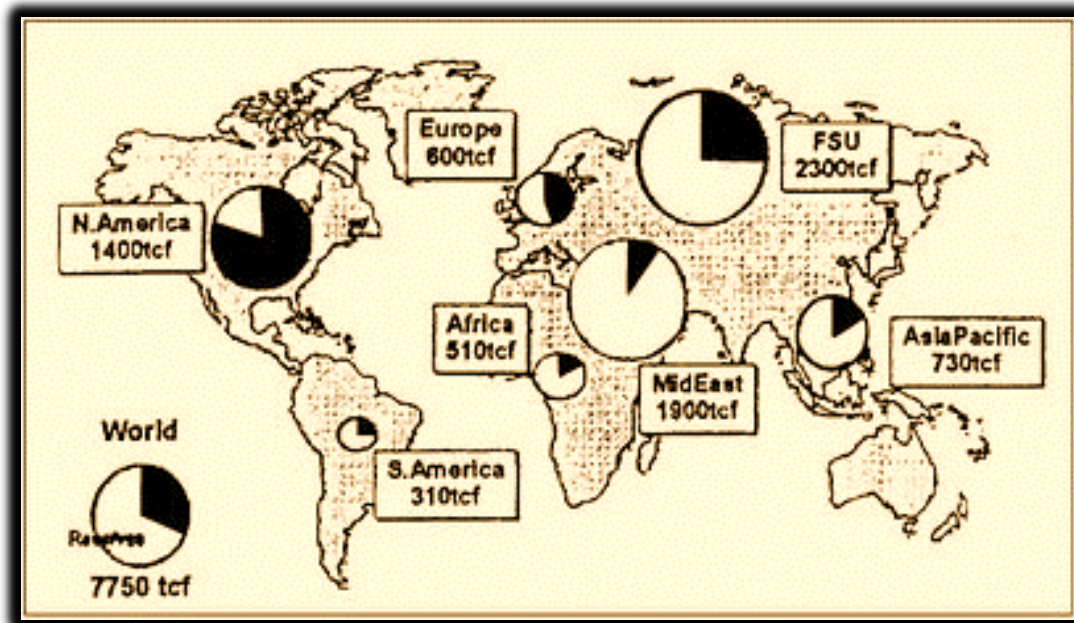 Europe
600tcf
FSU
2300tcf
N.America
1400tcf
Africa
510tcf
AsiaPacific
730tcf
MidEast
1900tcf
World
S.America
310tcf
7750 tcf